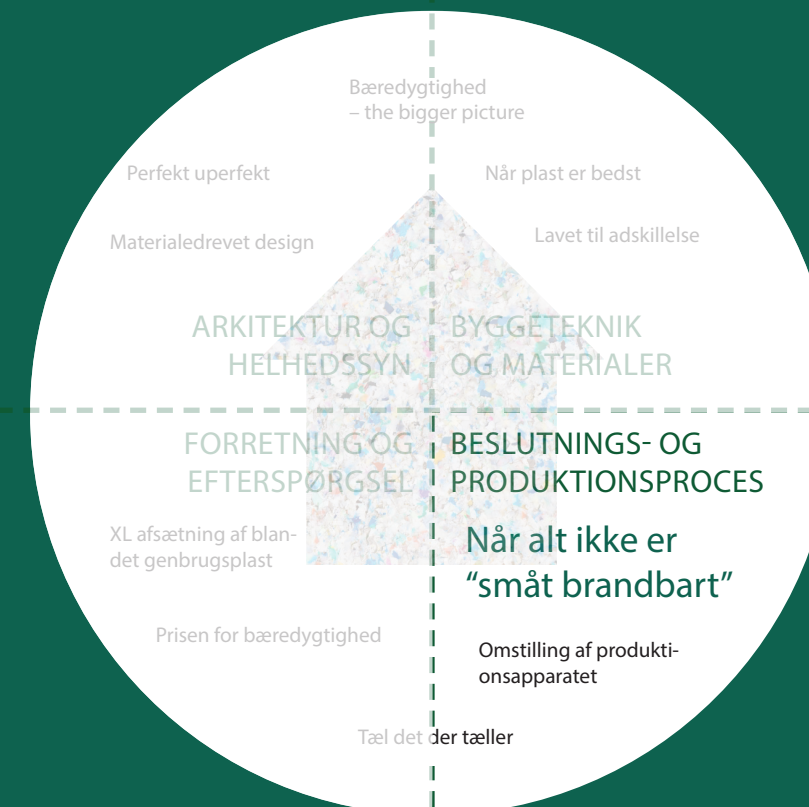 Bæredygtighed
– the bigger picture
Perfekt uperfekt
Når plast er bedst
Materialedrevet design
Lavet til adskillelse
ARKITEKTUR OG
HELHEDSSYN
BYGGETEKNIK
OG MATERIALER
FORRETNING OG
EFTERSPØRGSEL
BESLUTNINGS- OG
PRODUKTIONSPROCES
XL afsætning af blan-
det genbrugsplast
Når alt ikke er
“småt brandbart”
Prisen for bæredygtighed
Omstilling af produkti-
onsapparatet
Tæl det der tæller